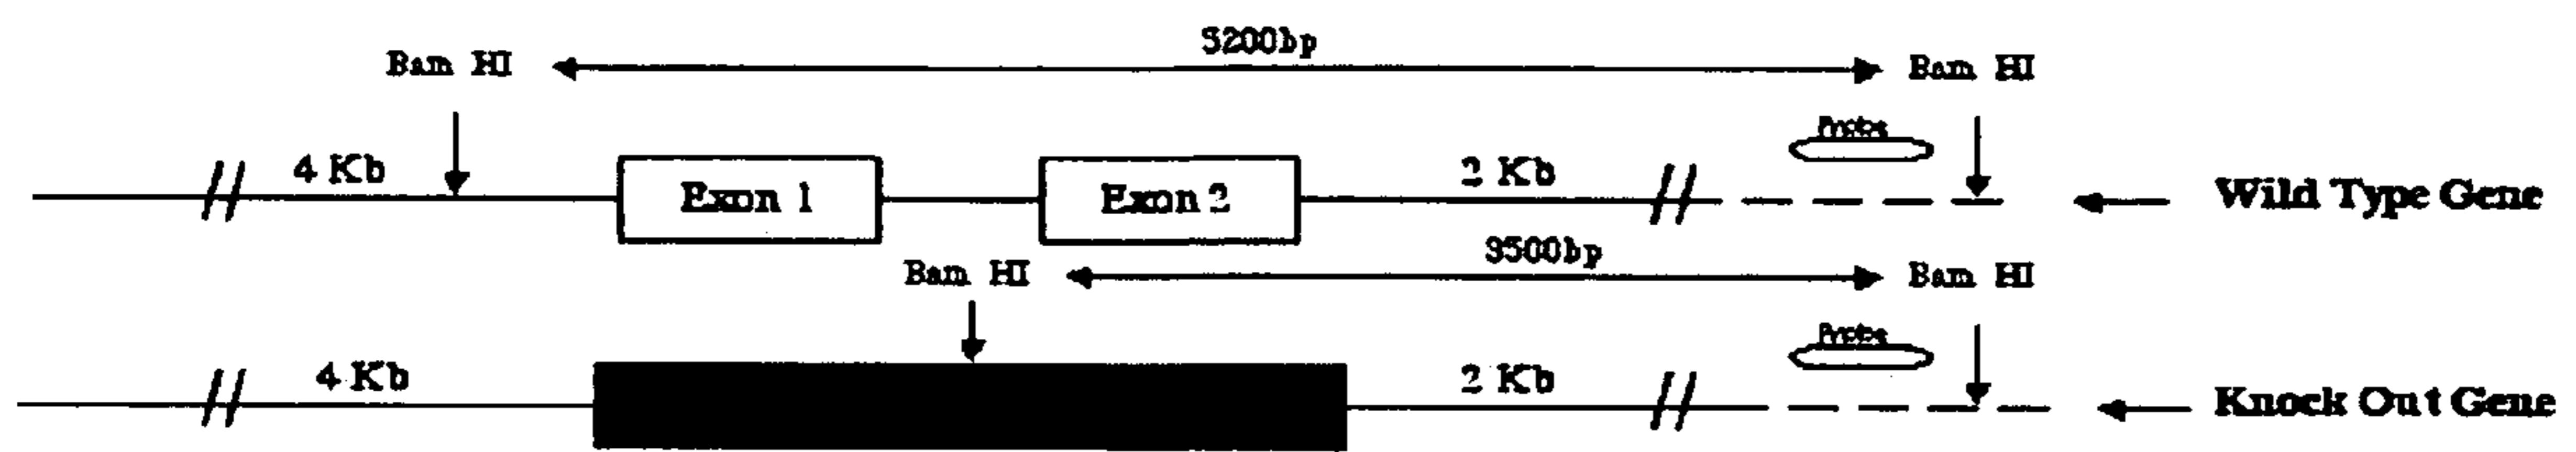 5200bp
Bam HI
Bam HI
Probe
4 Kb
Exon 1
Exon 2
2 Kb
Wild Type Gene
3500bp
Bam HI
Bam HI
Probe
4 Kb
2 Kb
Knock Out Gene